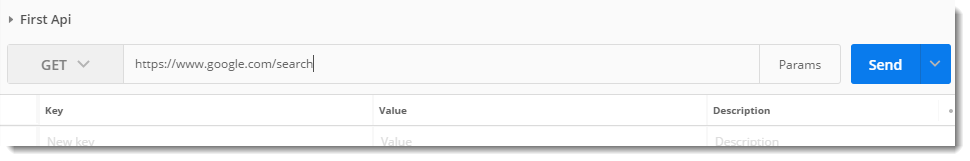 First Api
GET https://www.google.com/search Params Send
Key Value Description
New key Value Description